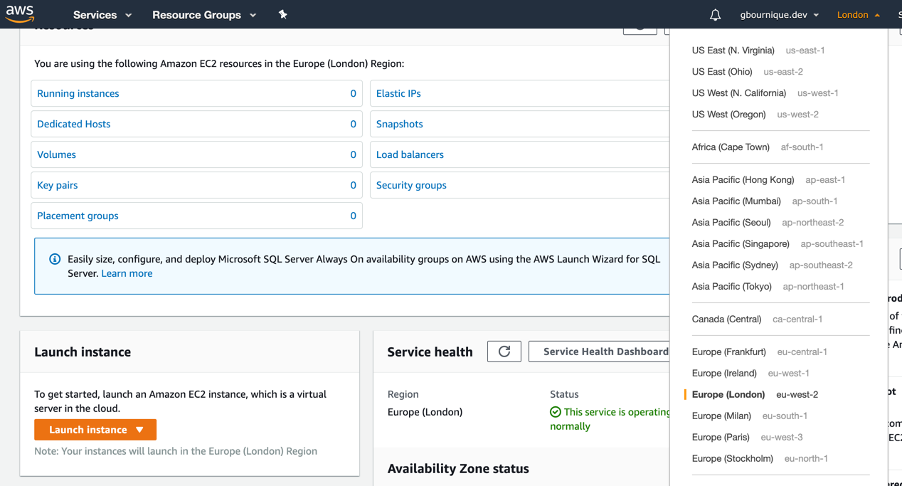 aws
Services
Resource Groups
gbournique.dev
London
S
Resources
You are using the following Amazon EC2 resources in the Europe (London) Region:
Running instances 0
Elastic IPs
Dedicated Hosts 0
Snapshots
Volumes 0
Load balancers
Key pairs 0
Security groups
Placement groups 0
Easily size, configure, and deploy Microsoft SQL Server Always On availability groups on AWS using the AWS Launch Wizard for SQL
Server. Learn more
Launch instance
To get started, launch an Amazon EC2 instance, which is a virtual
server in the cloud.
Launch instance
Note: Your instances will launch in the Europe (London) Region
Service health
Service Health Dashboard
Region
Status
Europe (London)
This service is operating
normally
Availability Zone status
US East (N. Virginia) us-east-1
US East (Ohio) us-east-2
US West (N. California) us-west-1
US West (Oregon) us-west-2
Africa (Cape Town) af-south-1
Asia Pacific (Hong Kong) ap-east-1
Asia Pacific (Mumbai) ap-south-1
Asia Pacific (Seoul) ap-northeast-2
Asia Pacific (Singapore) ap-southeast-1
Asia Pacific (Sydney) ap-southeast-2
Asia Pacific (Tokyo) ap-northeast-1
Canada (Central) ca-central-1
Europe (Frankfurt) eu-central-1
Europe (Ireland) eu-west-1
Europe (London) eu-west-2
Europe (Milan) eu-south-1
Europe (Paris) eu-west-3
Europe (Stockholm) eu-north-1